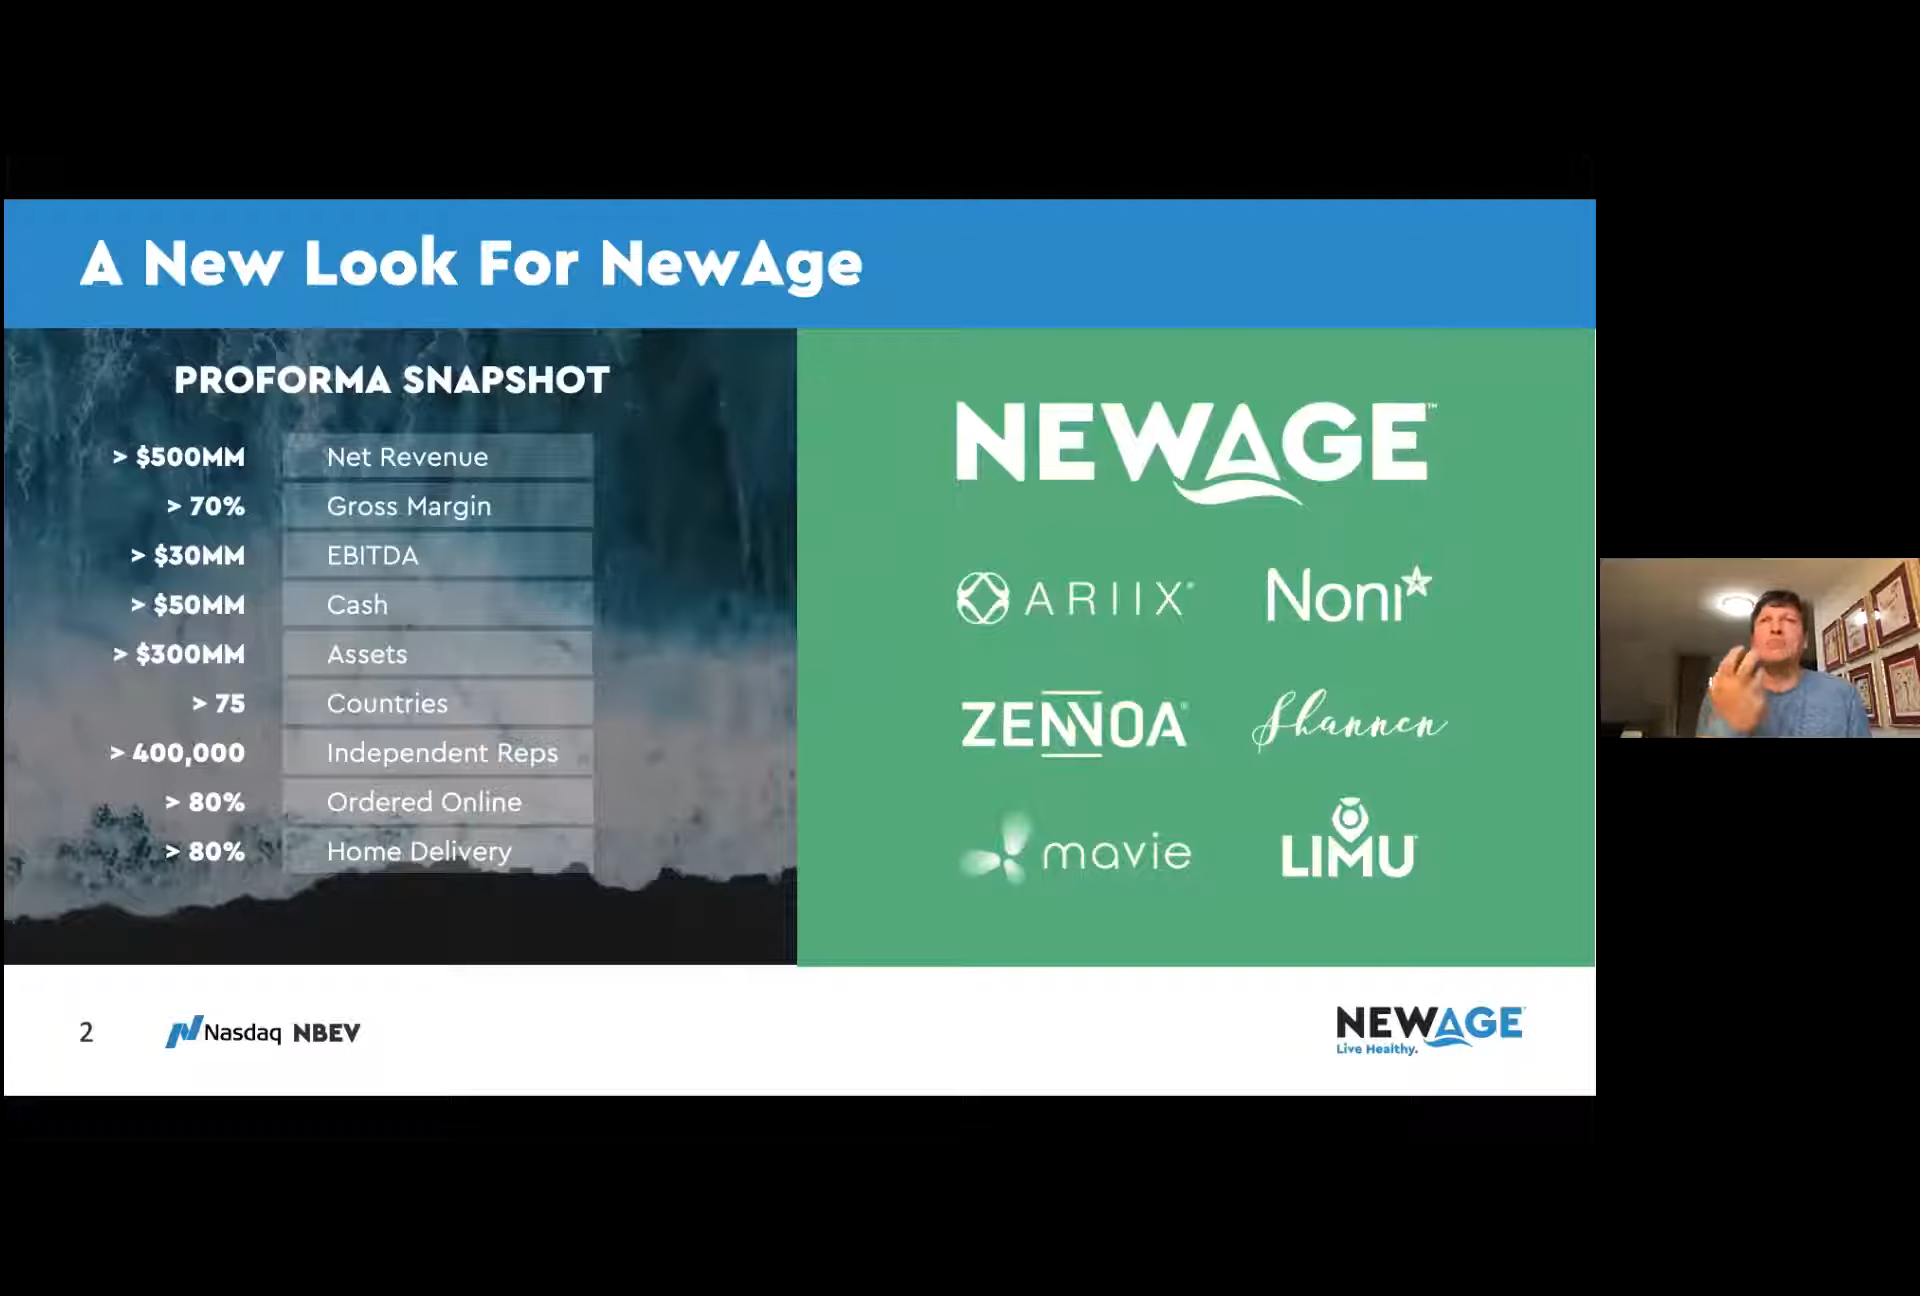 A New Look For NewAge
PROFORMA SNAPSHOT
> $500MM Net Revenue
> 70% Gross Margin
> $30MM EBITDA
> $50MM Cash
> $300MM Assets
> 75 Countries
> 400,000 Independent Reps
> 80% Ordered Online
> 80% Home Delivery
NEWAGE™
ARIIX® Noni
ZENNOA® Shannen
mavie LIMU
2 Nasdaq NBEV
NEWAGE
Live Healthy.